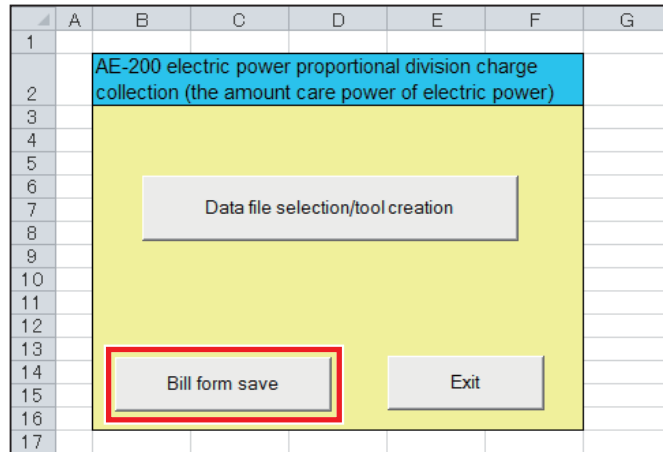 A B C D E F G
1
AE-200 electric power proportional division charge
2 collection (the amount care power of electric power)
3
4
5
6
7 Data file selection/tool creation
8
9
10
11
12
13
14 Bill form save Exit
15
16
17